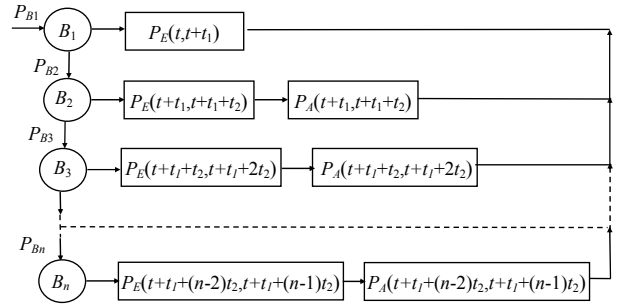 P_{B1} B_1 P_E(t,t+t_1)
P_{B2}
B_2 P_E(t+t_1,t+t_1+t_2) P_A(t+t_1,t+t_1+t_2)
P_{B3}
B_3 P_E(t+t_1+t_2,t+t_1+2t_2) P_A(t+t_1+t_2,t+t_1+2t_2)
P_{Bn}
B_n P_E(t+t_1+(n-2)t_2,t+t_1+(n-1)t_2) P_A(t+t_1+(n-2)t_2,t+t_1+(n-1)t_2)